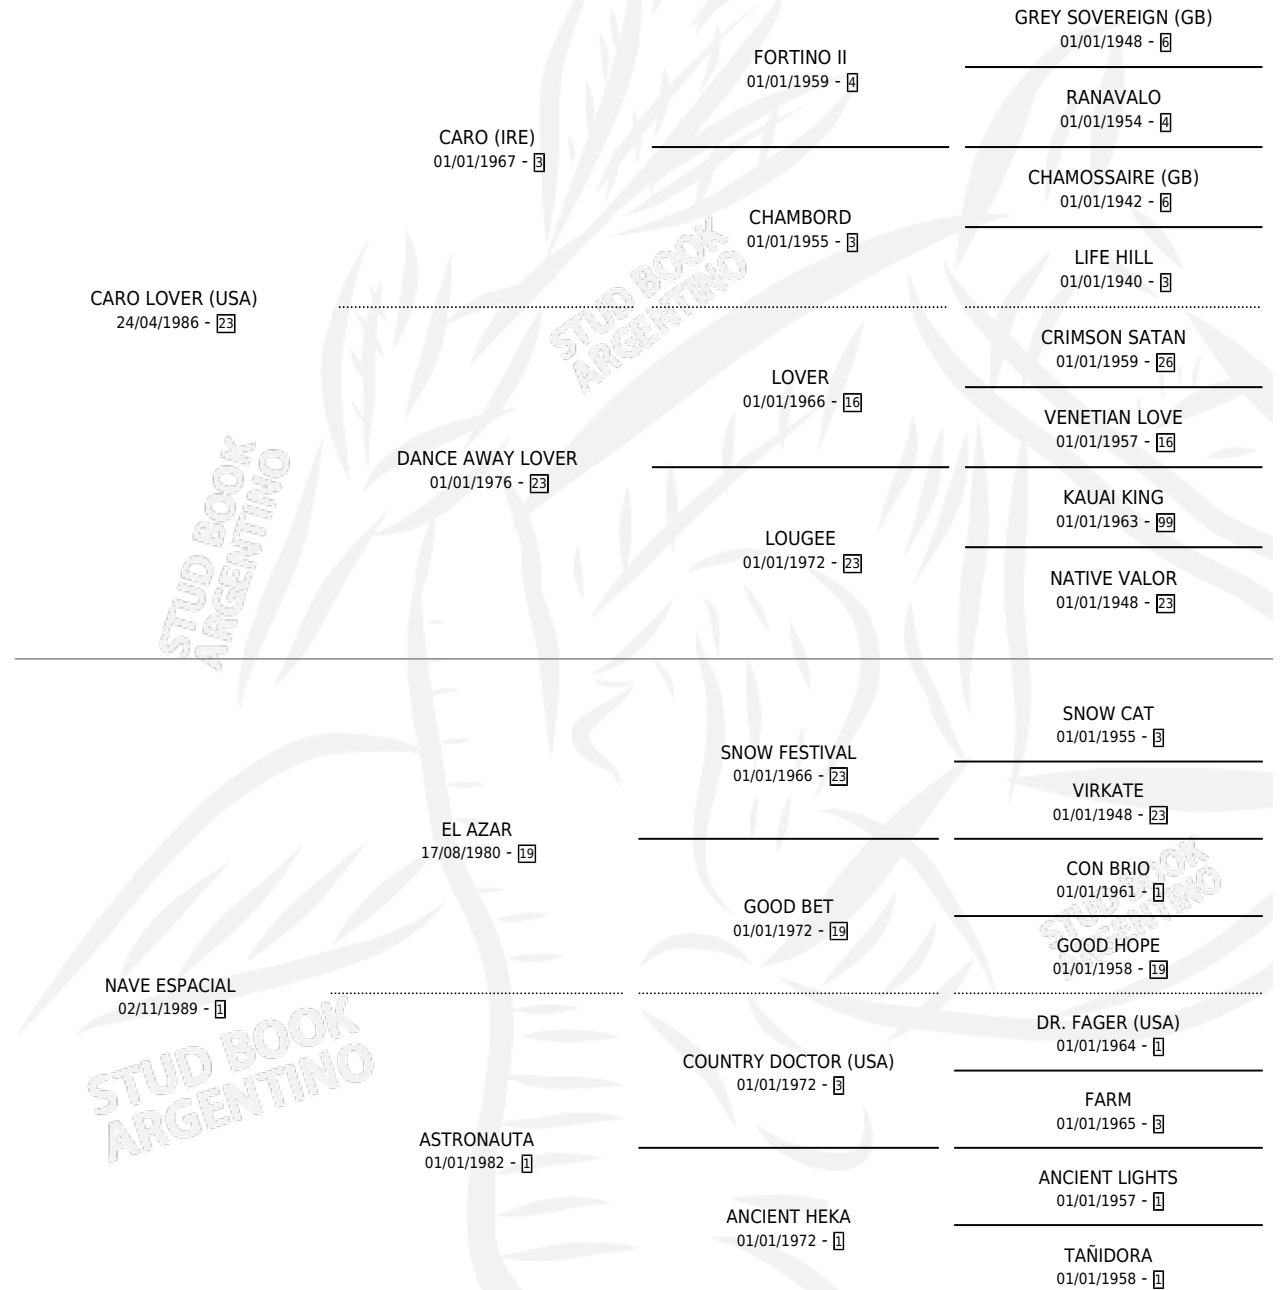 GREY SOVEREIGN (GB)
01/01/1948 - 6
FORTINO II
01/01/1959 - 4
RANAVALO
01/01/1954 - 4
CARO (IRE)
01/01/1967 - 3
CHAMOSSAIRE (GB)
01/01/1942 - 6
CHAMBORD
01/01/1955 - 3
LIFE HILL
01/01/1940 - 3
CARO LOVER (USA)
24/04/1986 - 23
CRIMSON SATAN
01/01/1959 - 26
LOVER
01/01/1966 - 16
VENETIAN LOVE
01/01/1957 - 16
DANCE AWAY LOVER
01/01/1976 - 23
KAUAI KING
01/01/1963 - 99
LOUGEE
01/01/1972 - 23
NATIVE VALOR
01/01/1948 - 23
SNOW CAT
01/01/1955 - 3
SNOW FESTIVAL
01/01/1966 - 23
VIRKATE
01/01/1948 - 23
EL AZAR
17/08/1980 - 19
CON BRIO
01/01/1961 - 1
GOOD BET
01/01/1972 - 19
GOOD HOPE
01/01/1958 - 19
NAVE ESPACIAL
02/11/1989 - 1
DR. FAGER (USA)
01/01/1964 - 1
COUNTRY DOCTOR (USA)
01/01/1972 - 3
FARM
01/01/1965 - 3
ASTRONAUTA
01/01/1982 - 1
ANCIENT LIGHTS
01/01/1957 - 1
ANCIENT HEKA
01/01/1972 - 1
TAÑIDORA
01/01/1958 - 1
STUD BOOK
ARGENTINO
STUD BOOK
ARGENTINO
STUD BOOK
ARGENTINO
STUD BOOK
ARGENTINO